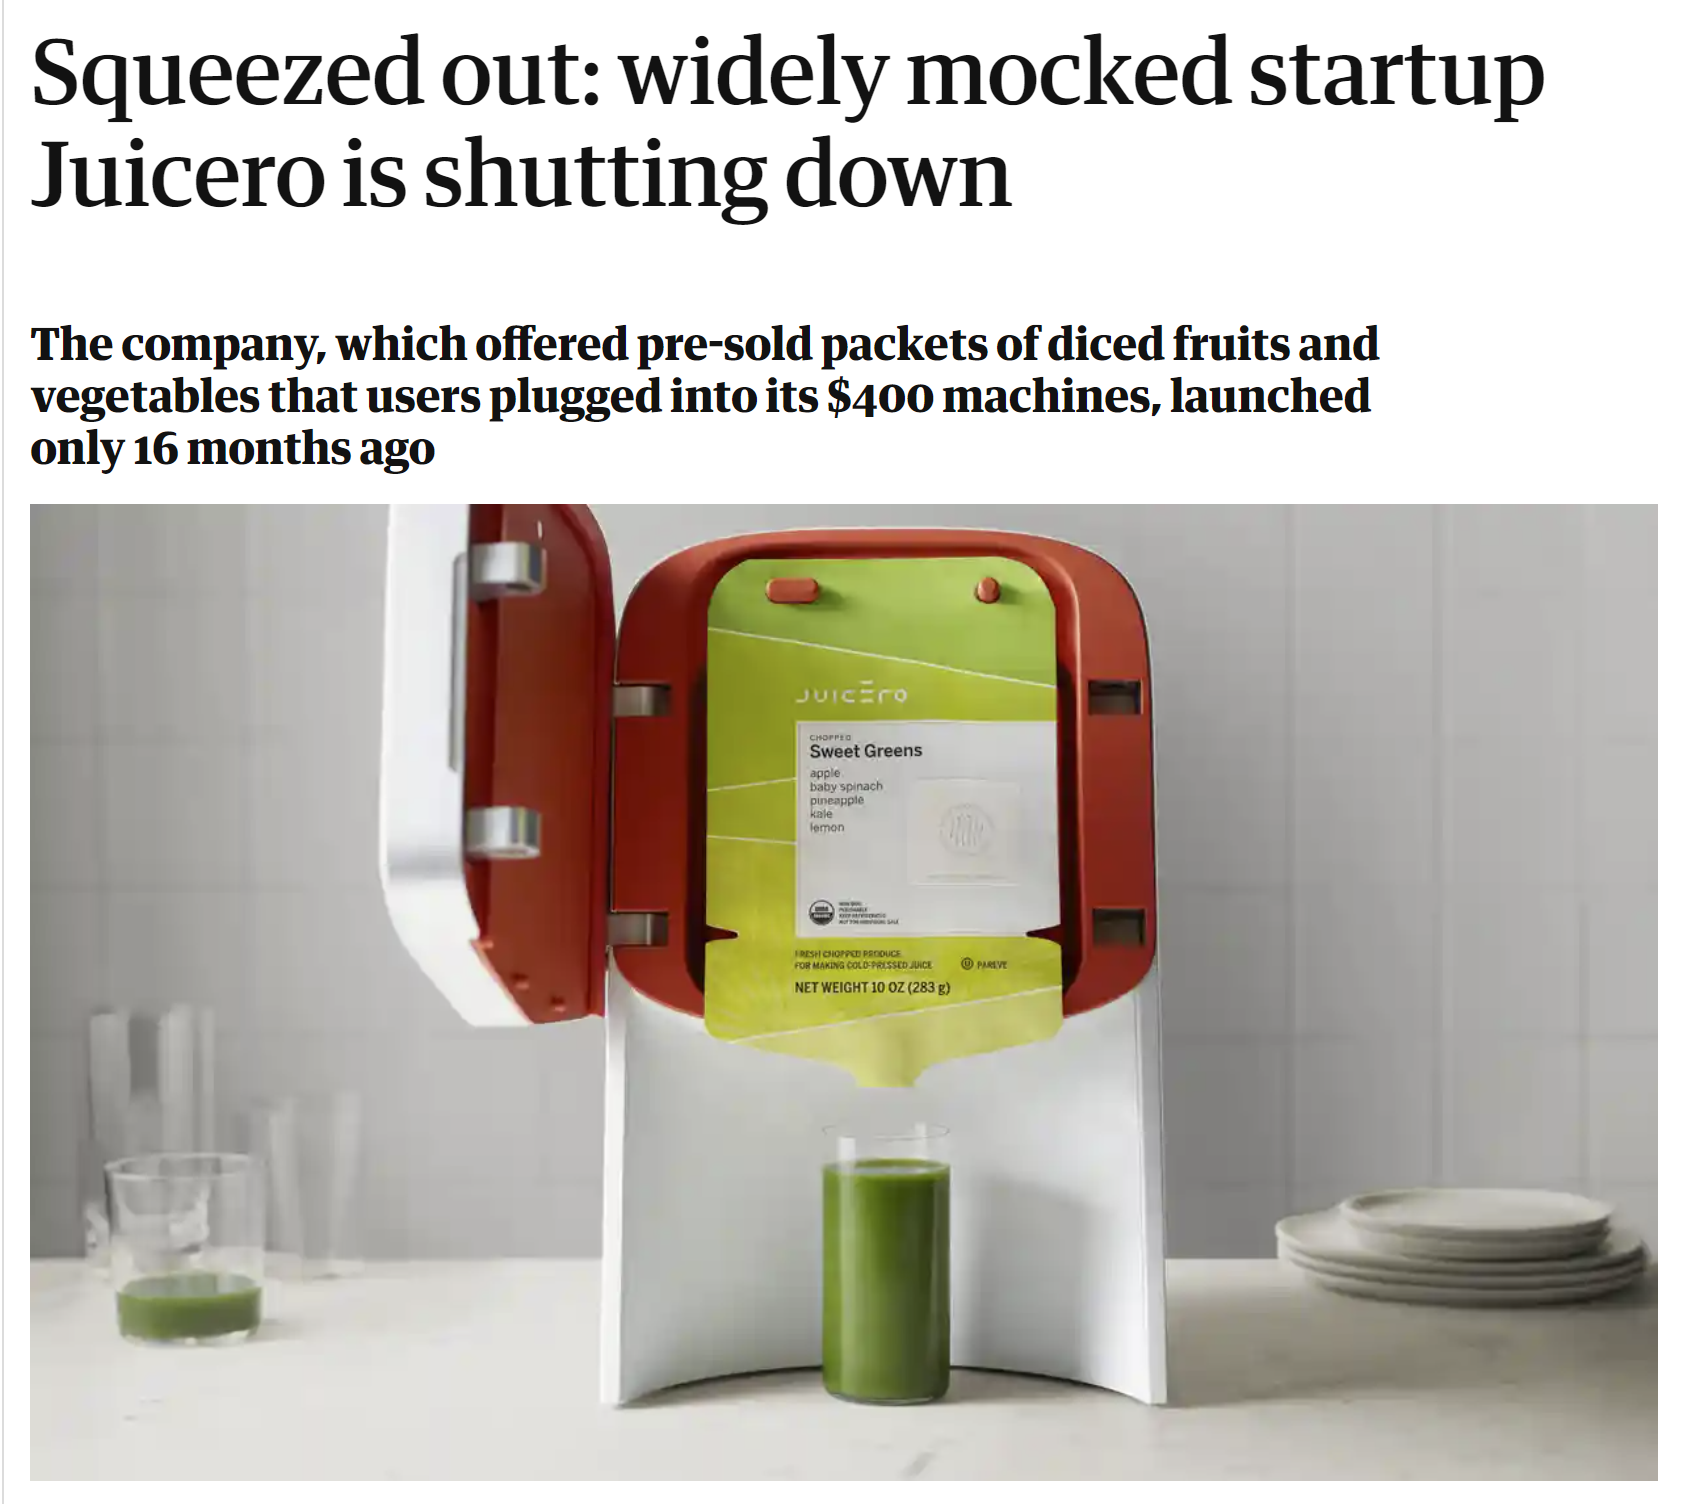 Squeezed out: widely mocked startup
Juicero is shutting down
The company, which offered pre-sold packets of diced fruits and
vegetables that users plugged into its $400 machines, launched
only 16 months ago
JUICERO
CHOPPED
Sweet Greens
apple
baby spinach
pineapple
kale
lemon
FRESH CHOPPED PRODUCE
FOR MAKING COLD-PRESSED JUICE
PAREVE
NET WEIGHT 10 OZ (283 g)